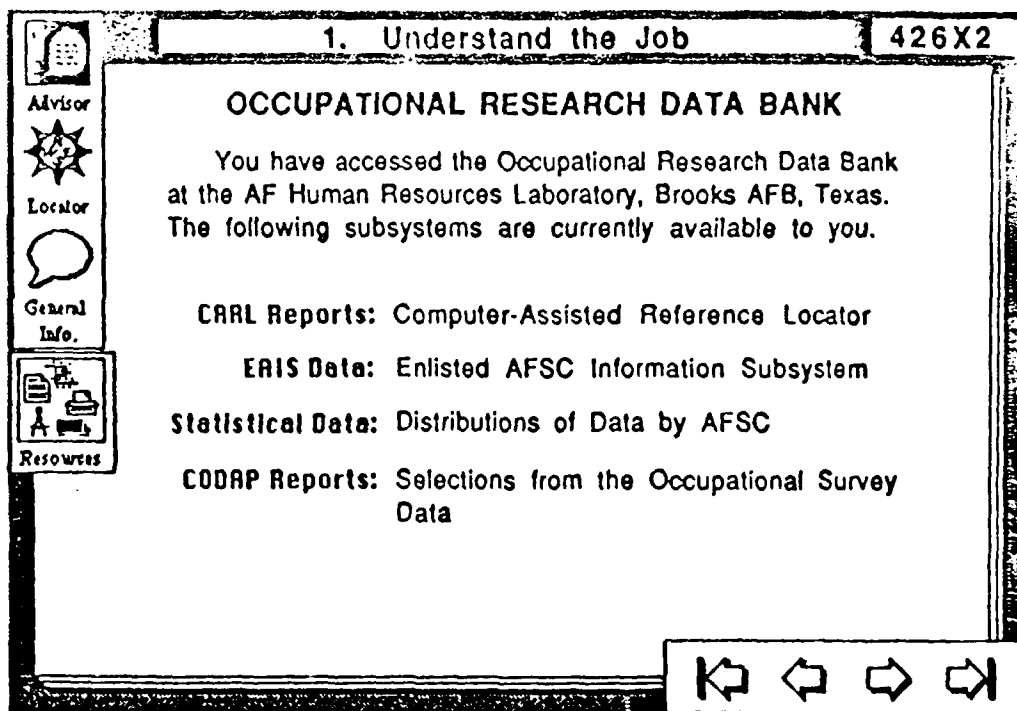 1. Understand the Job
426X2
Advisor
Locator
General
Info.
Resources
OCCUPATIONAL RESEARCH DATA BANK
You have accessed the Occupational Research Data Bank
at the AF Human Resources Laboratory, Brooks AFB, Texas.
The following subsystems are currently available to you.
CARL Reports: Computer-Assisted Reference Locator
EAIS Data: Enlisted AFSC Information Subsystem
Statistical Data: Distributions of Data by AFSC
CODAP Reports: Selections from the Occupational Survey
Data